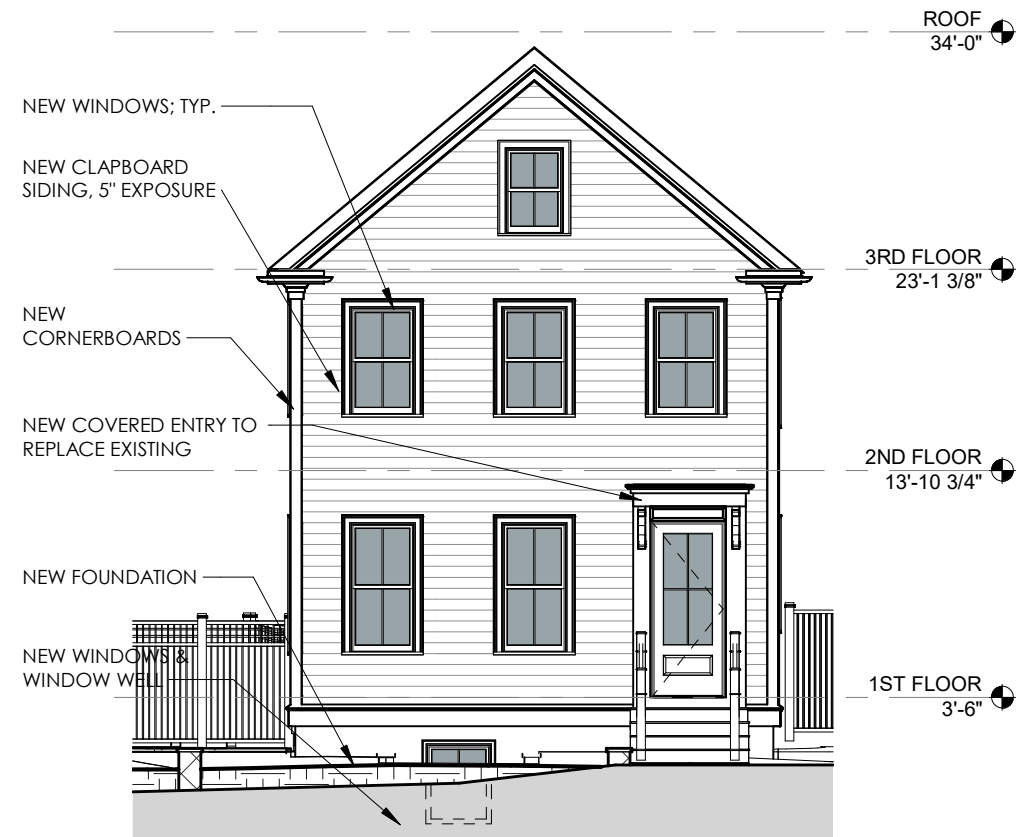 ROOF
34'-0"
NEW WINDOWS; TYP.
NEW CLAPBOARD
SIDING, 5" EXPOSURE
3RD FLOOR
23'-1 3/8"
NEW
CORNERBOARDS
NEW COVERED ENTRY TO
REPLACE EXISTING
2ND FLOOR
13'-10 3/4"
NEW FOUNDATION
NEW WINDOWS &
WINDOW WELL
1ST FLOOR
3'-6"